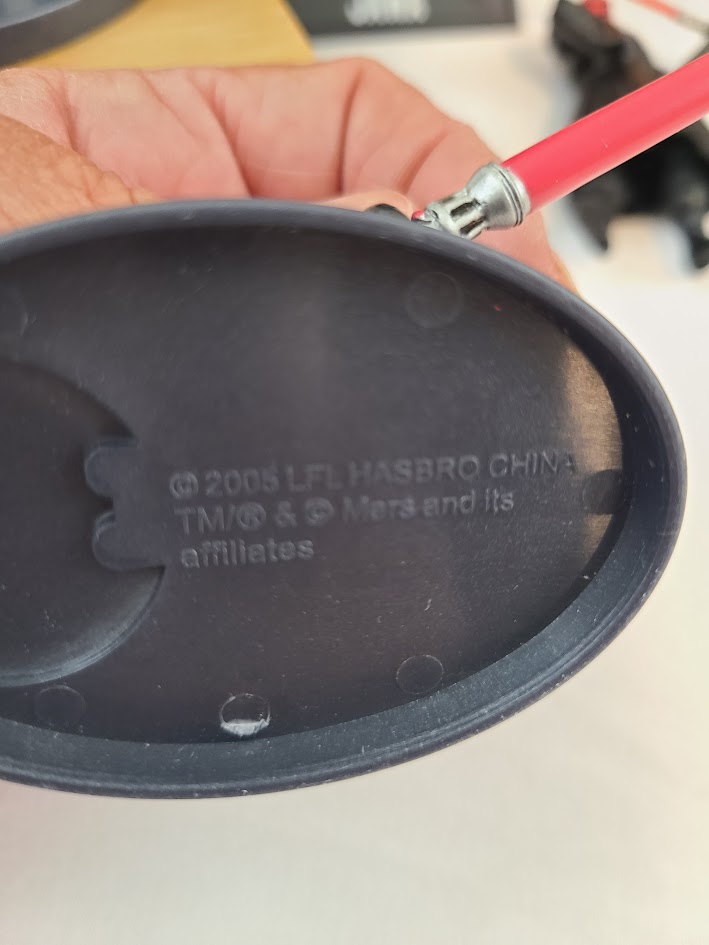 © 2005 LFL HASBRO CHINA
TM/® & © Mars and its
affiliates